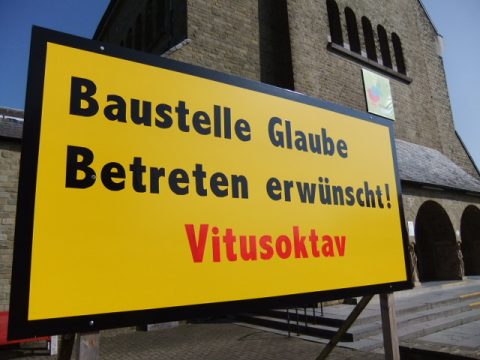 Baustelle Glaube
Betreten erwünscht!
Vitusoktav